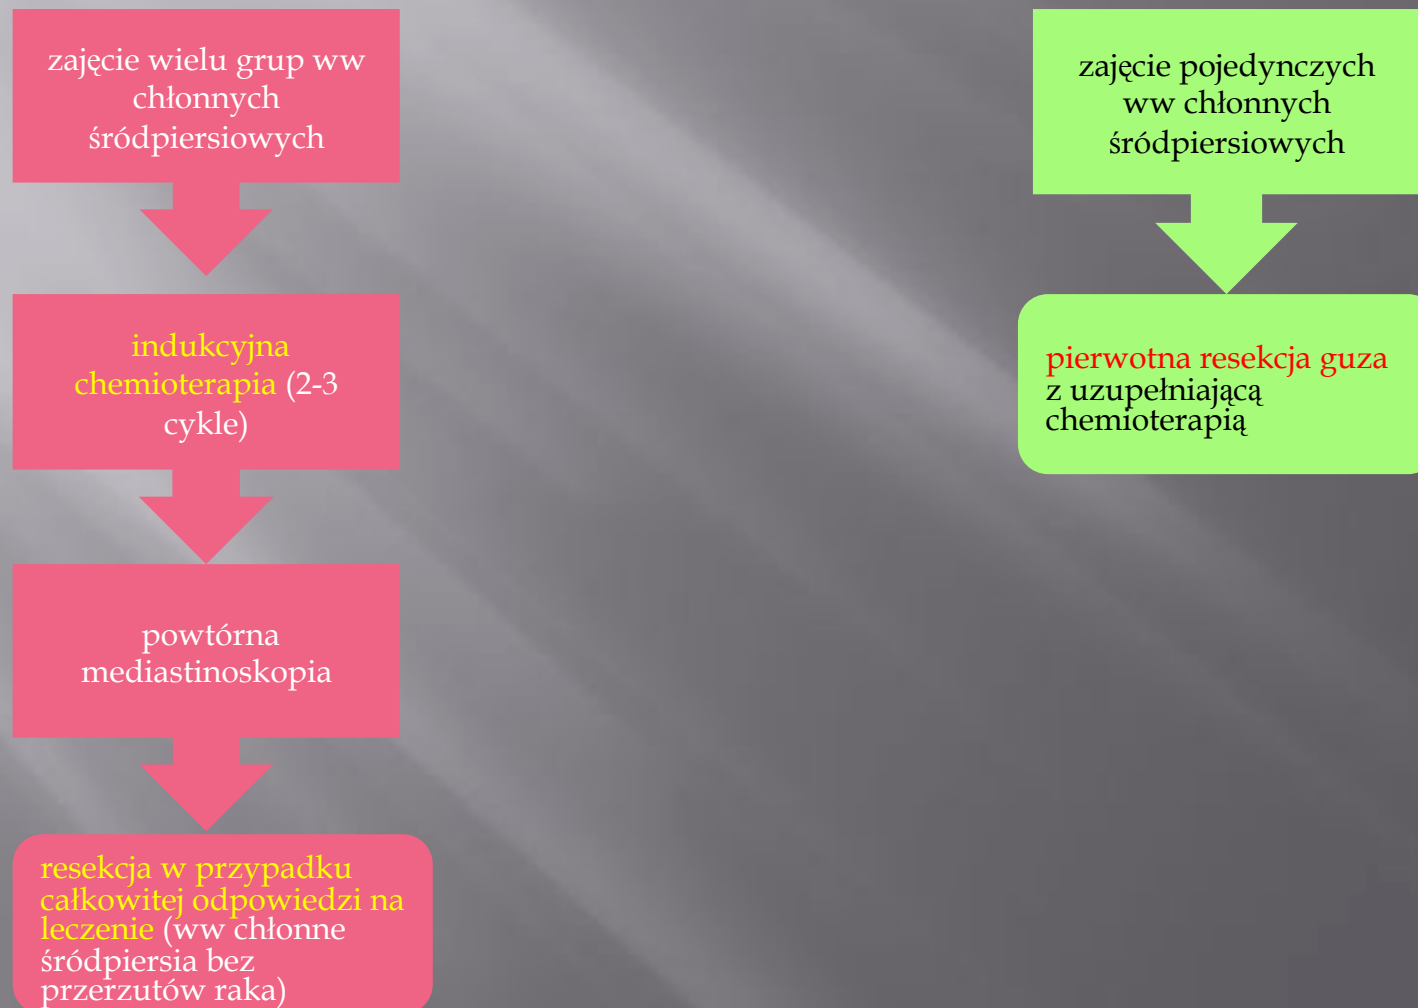 zajęcie wielu grup ww
chłonnych
śródpiersiowych
indukcyjna
chemioterapia (2-3
cykle)
powtórna
mediastinoskopia
resekcja w przypadku
całkowitej odpowiedzi na
leczenie (ww chłonne
śródpiersia bez
przerzutów raka)
zajęcie pojedynczych
ww chłonnych
śródpiersiowych
pierwotna resekcja guza
z uzupełniającą
chemioterapią